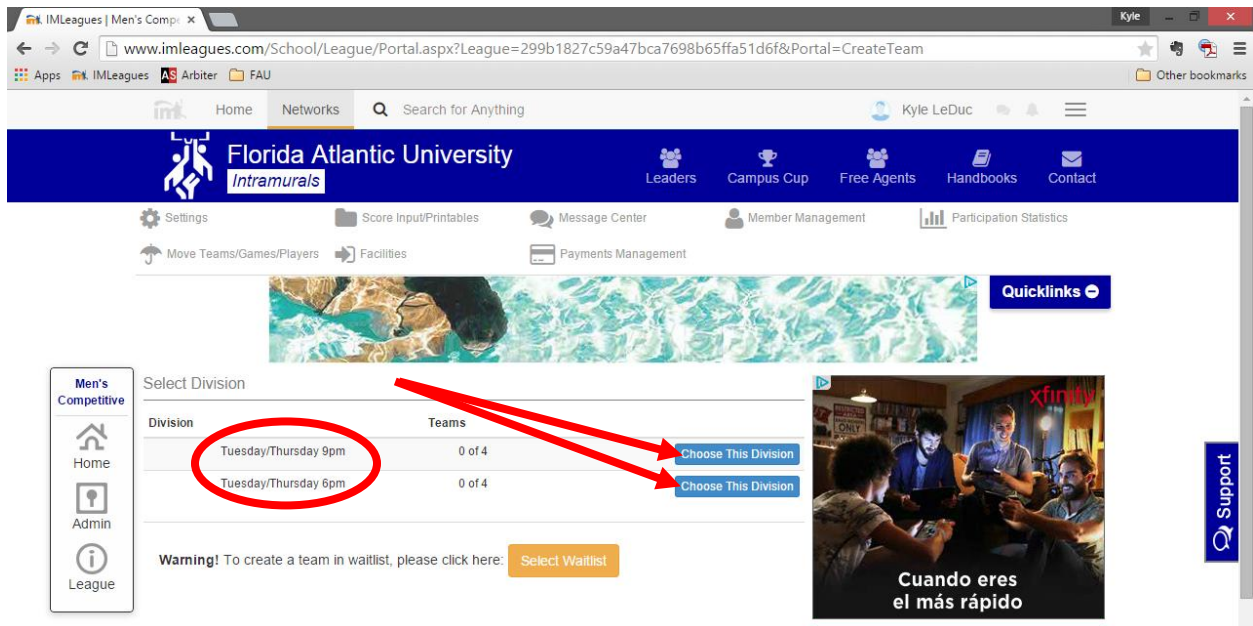 IMLeagues | Men's Compe
Kyle
www.imleagues.com/School/League/Portal.aspx?League=299b1827c59a47bca7698b65ffa51d6f&Portal=CreateTeam
Apps IMLeagues AS Arbiter FAU Other bookmarks
im Home Networks Search for Anything Kyle LeDuc
Florida Atlantic University
Intramurals
Leaders Campus Cup Free Agents Handbooks Contact
Settings Score Input/Printables Message Center Member Management Participation Statistics
Move Teams/Games/Players Facilities Payments Management
Quicklinks
Men's
Competitive
Home
Admin
League
Select Division
Division Teams
Tuesday/Thursday 9pm 0 of 4 Choose This Division
Tuesday/Thursday 6pm 0 of 4 Choose This Division
Warning! To create a team in waitlist, please click here: Select Waitlist
xfinity
ONLY
Cuando eres
el más rápido
Support